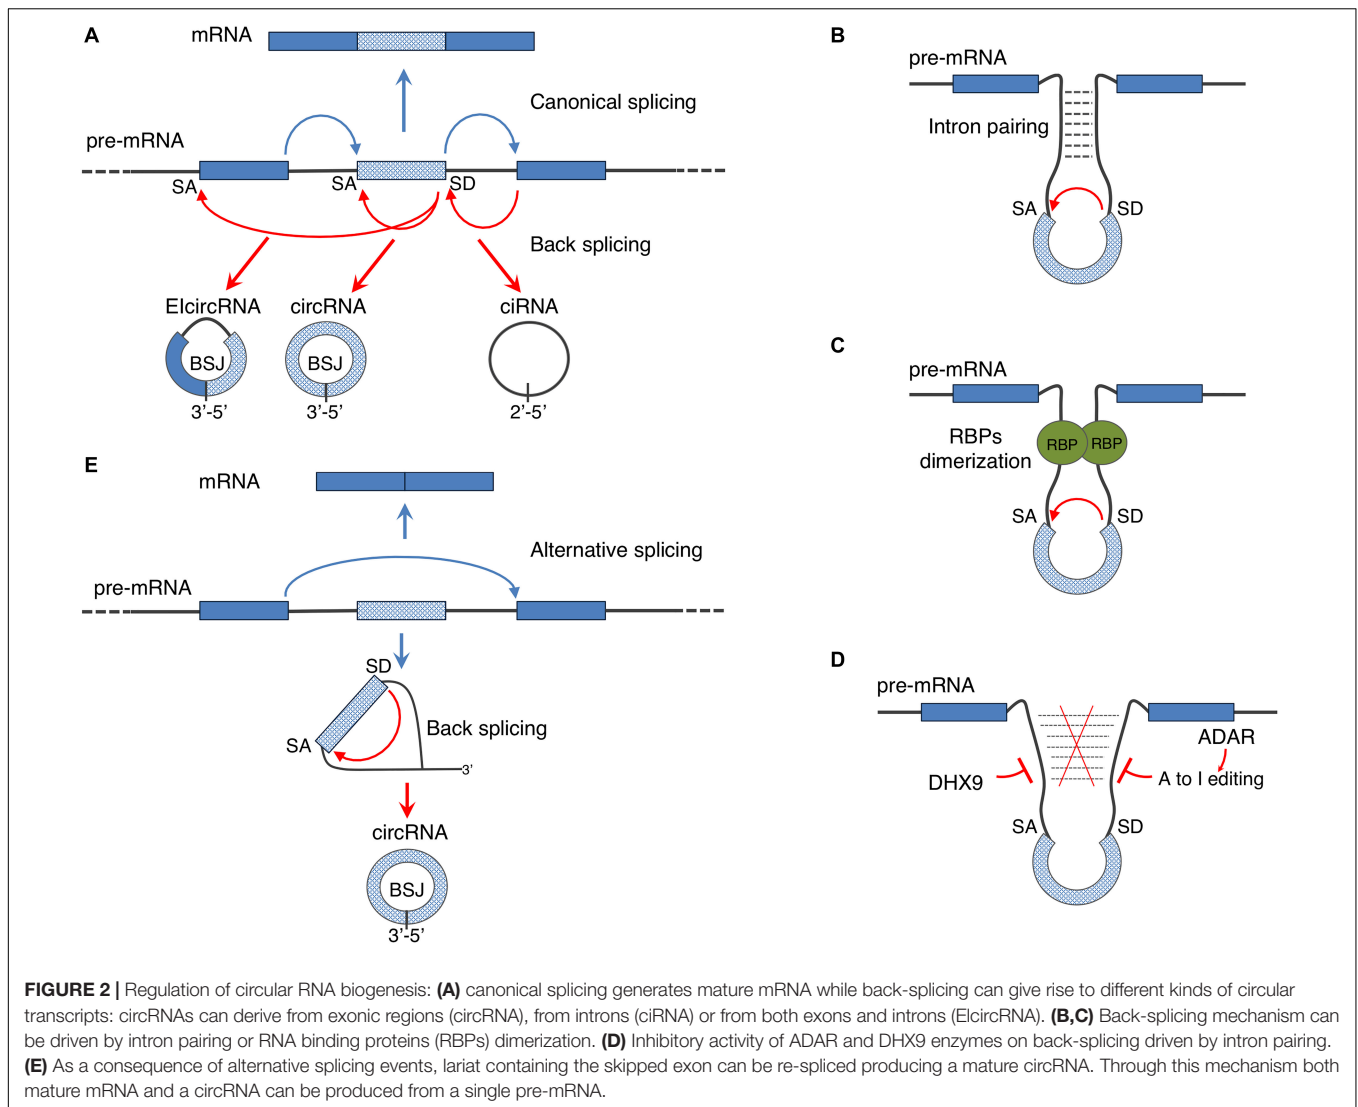 A
mRNA
Canonical splicing
pre-mRNA
SA
SA
SD
Back splicing
EIcircRNA
circRNA
ciRNA
BSJ
BSJ
3’-5’
3’-5’
2’-5’
B
pre-mRNA
Intron pairing
SA
SD
C
pre-mRNA
RBPs
dimerization
RBP
RBP
SA
SD
D
pre-mRNA
ADAR
DHX9
A to I editing
SA
SD
E
mRNA
Alternative splicing
pre-mRNA
SD
Back splicing
SA
3’
circRNA
BSJ
3’-5’
FIGURE 2 | Regulation of circular RNA biogenesis: (A) canonical splicing generates mature mRNA while back-splicing can give rise to different kinds of circular
transcripts: circRNAs can derive from exonic regions (circRNA), from introns (ciRNA) or from both exons and introns (EIcircRNA). (B,C) Back-splicing mechanism can
be driven by intron pairing or RNA binding proteins (RBPs) dimerization. (D) Inhibitory activity of ADAR and DHX9 enzymes on back-splicing driven by intron pairing.
(E) As a consequence of alternative splicing events, lariat containing the skipped exon can be re-spliced producing a mature circRNA. Through this mechanism both
mature mRNA and a circRNA can be produced from a single pre-mRNA.